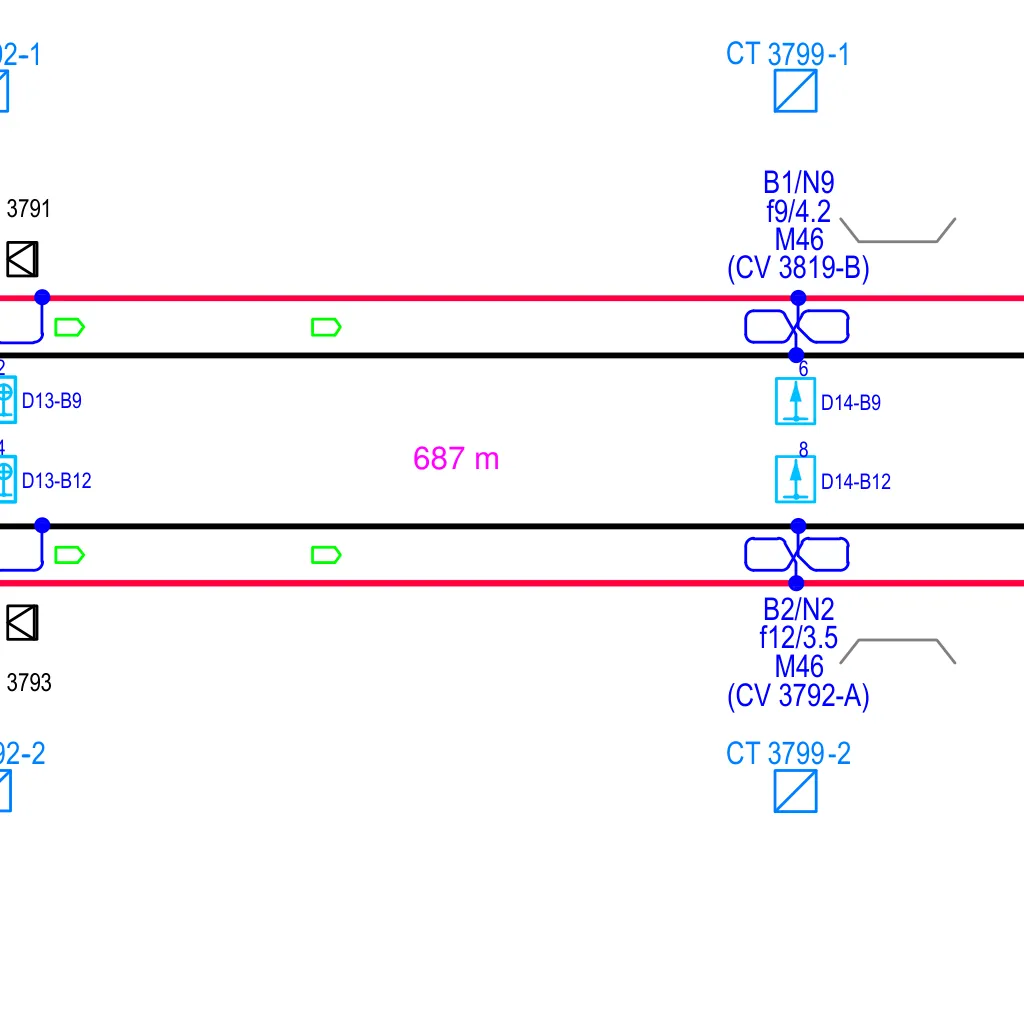 92-1
CT 3799-1
3791
B1/N9
f9/4.2
M46
(CV 3819-B)
2
D13-B9
6
D14-B9
4
D13-B12
687 m
8
D14-B12
3793
B2/N2
f12/3.5
M46
(CV 3792-A)
92-2
CT 3799-2